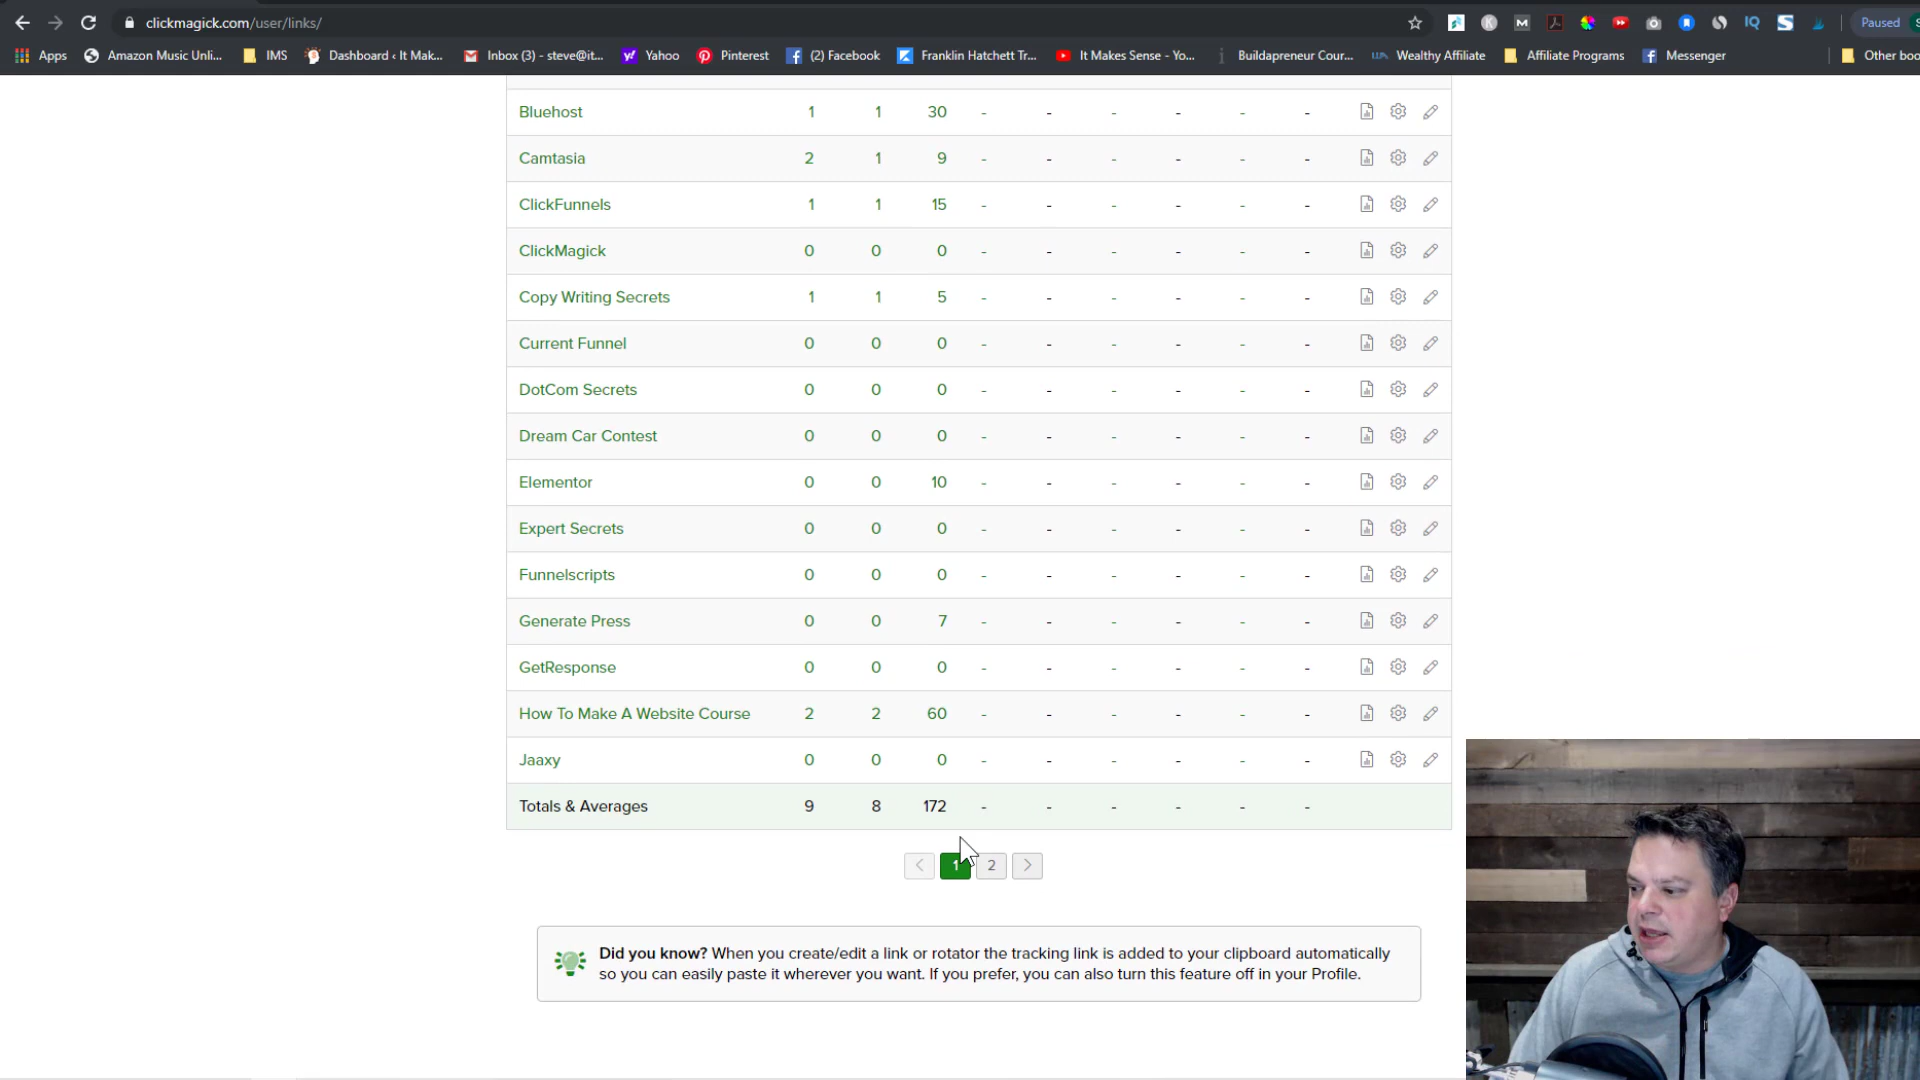 clickmagick.com/user/links/
Paused
Apps Amazon Music Unli... IMS Dashboard ‹ It Mak... Inbox (3) - steve@it... Yahoo Pinterest (2) Facebook Franklin Hatchett Tr... It Makes Sense - Yo... Buildapreneur Cour... Wealthy Affiliate Affiliate Programs Messenger Other boo
Bluehost 1 1 30 - - - - - -
Camtasia 2 1 9 - - - - - -
ClickFunnels 1 1 15 - - - - - -
ClickMagick 0 0 0 - - - - - -
Copy Writing Secrets 1 1 5 - - - - - -
Current Funnel 0 0 0 - - - - - -
DotCom Secrets 0 0 0 - - - - - -
Dream Car Contest 0 0 0 - - - - - -
Elementor 0 0 10 - - - - - -
Expert Secrets 0 0 0 - - - - - -
Funnelscripts 0 0 0 - - - - - -
Generate Press 0 0 7 - - - - - -
GetResponse 0 0 0 - - - - - -
How To Make A Website Course 2 2 60 - - - - - -
Jaaxy 0 0 0 - - - - - -
Totals & Averages 9 8 172 - - - - - -
< 1 2 >
Did you know? When you create/edit a link or rotator the tracking link is added to your clipboard automatically
so you can easily paste it wherever you want. If you prefer, you can also turn this feature off in your Profile.